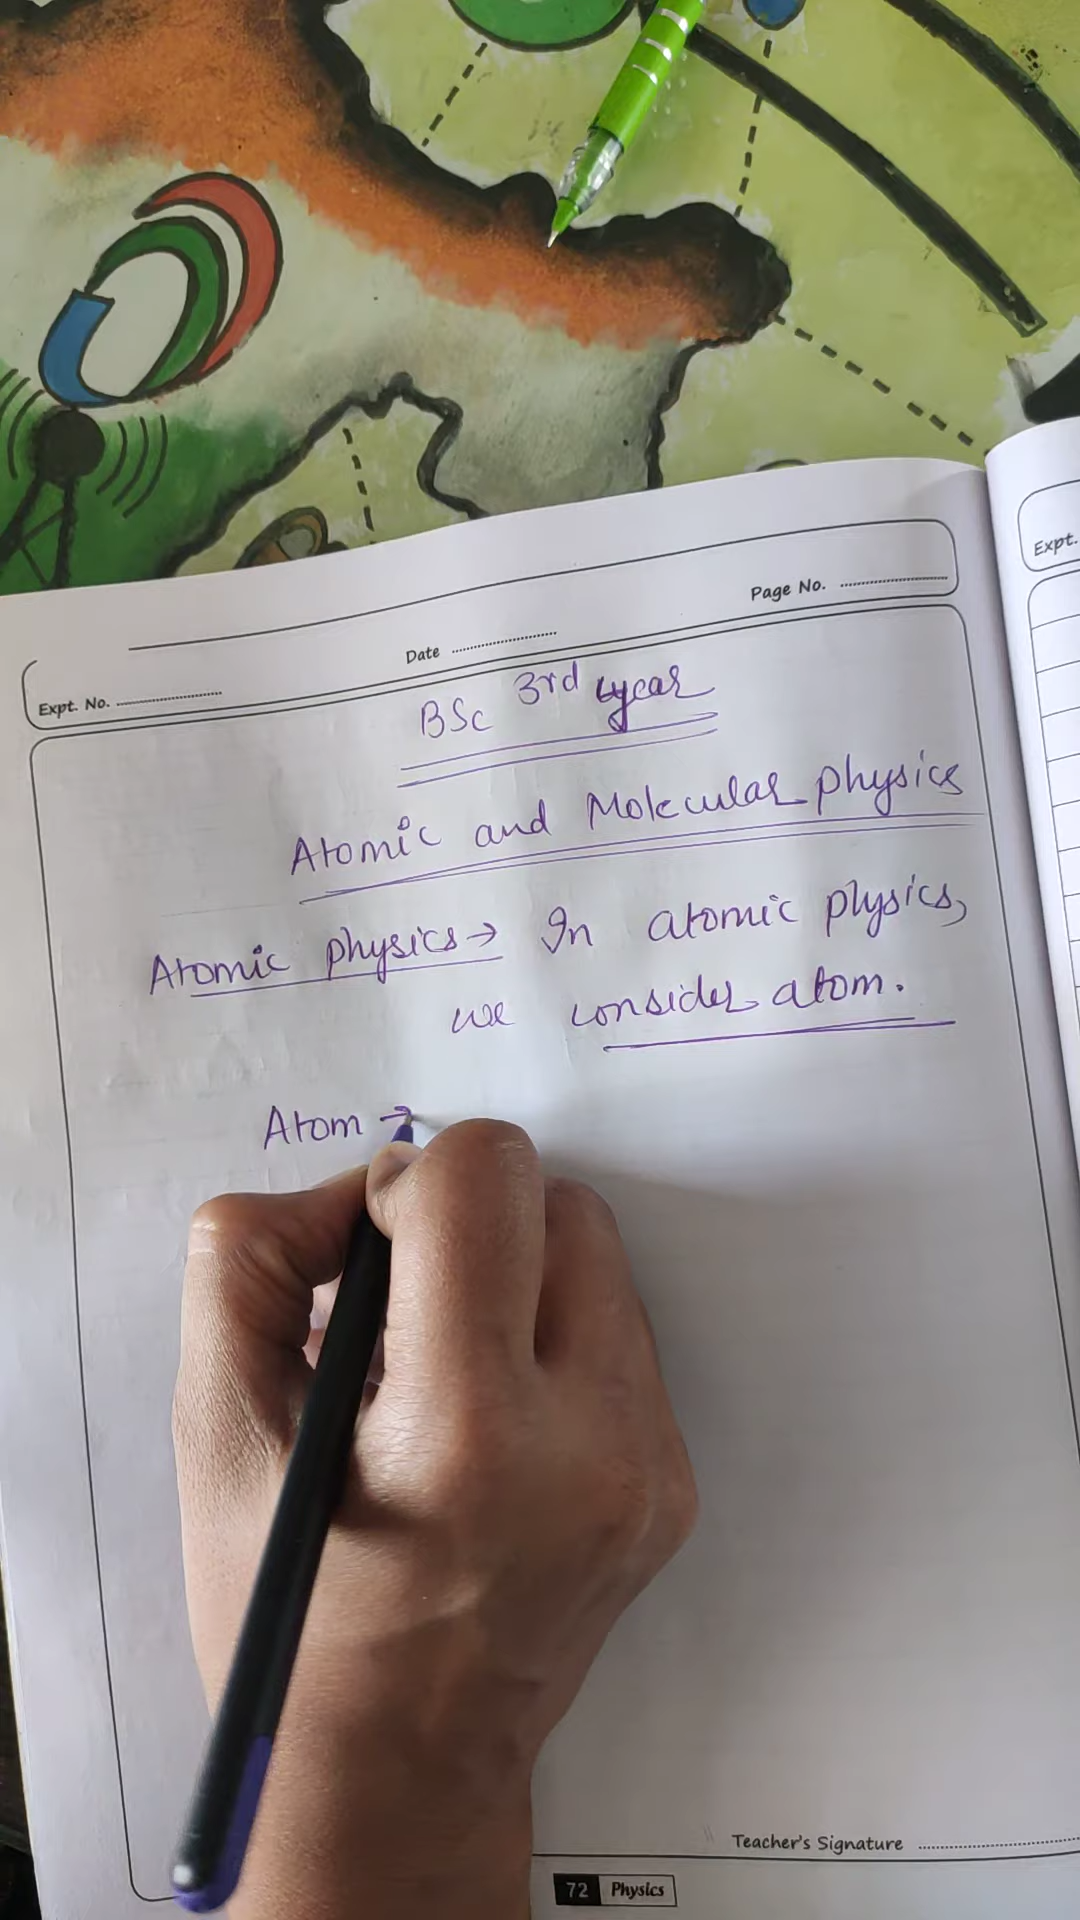 Expt. No. ........................ Date ........................ Page No. ........................
Expt.
BSc 3rd year
Atomic and Molecular physics
Atomic physics → In atomic physics,
we consider atom.
Atom →
Teacher's Signature ........................
72 Physics